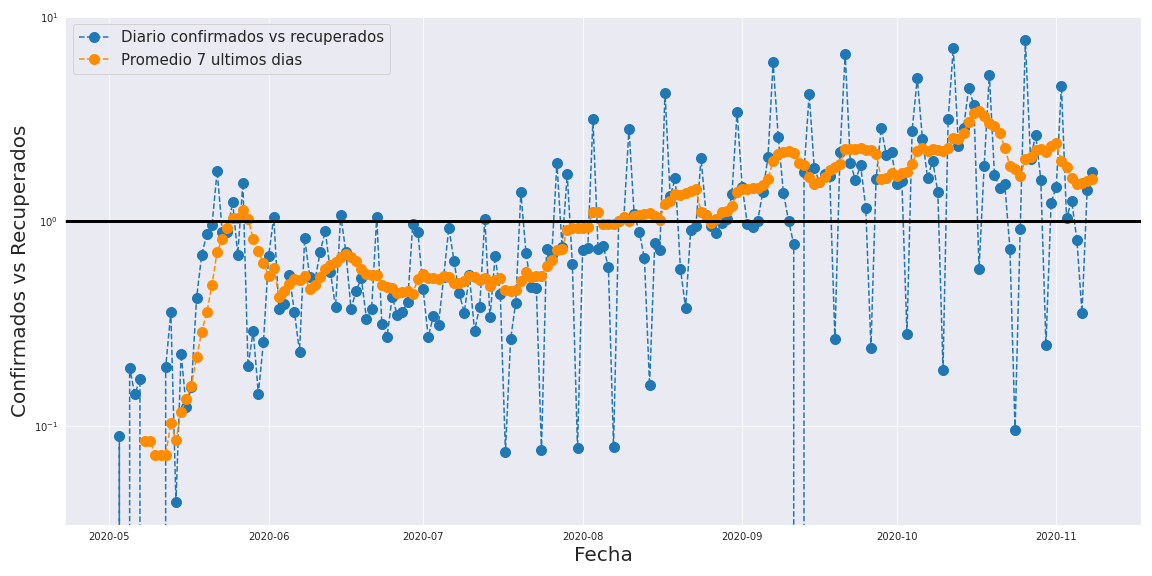 Diario confirmados vs recuperados
Promedio 7 ultimos dias
Confirmados vs Recuperados
10¹
10⁰
10⁻¹
2020-05 2020-06 2020-07 2020-08 2020-09 2020-10 2020-11
Fecha